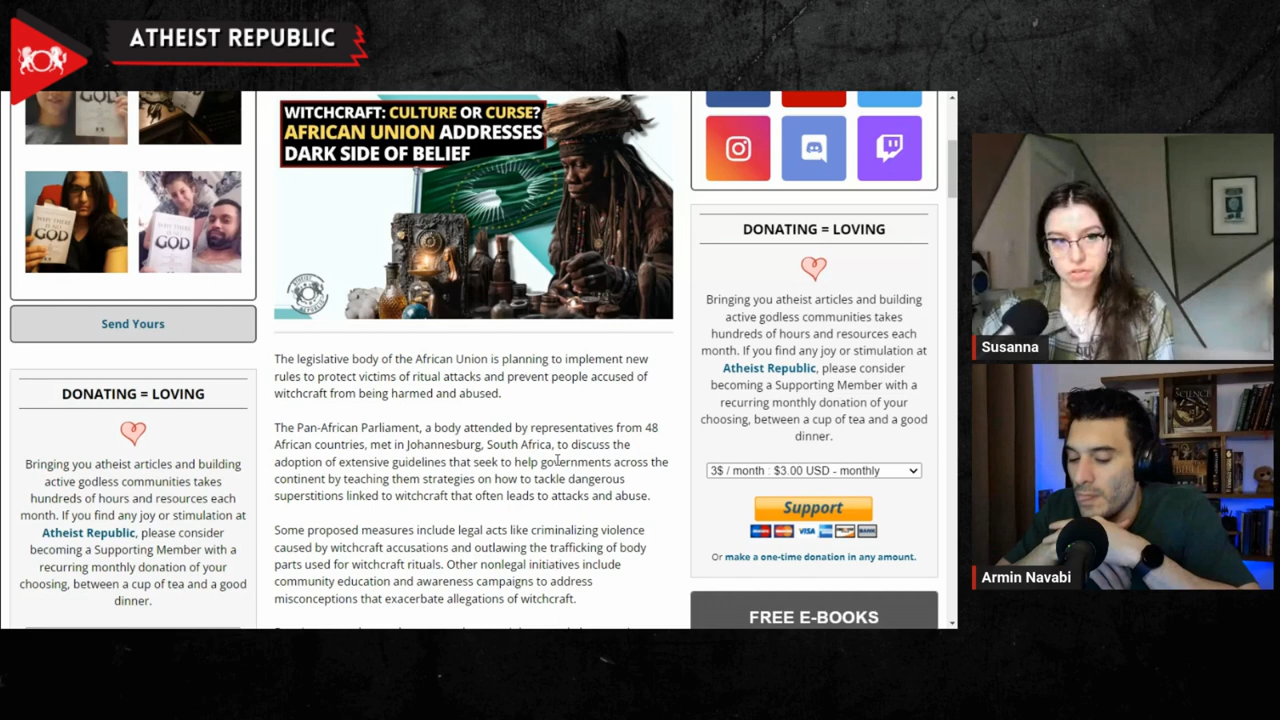 ATHEIST REPUBLIC
Send Yours
DONATING = LOVING
Bringing you atheist articles and building
active godless communities takes
hundreds of hours and resources each
month. If you find any joy or stimulation at
Atheist Republic, please consider
becoming a Supporting Member with a
recurring monthly donation of your
choosing, between a cup of tea and a good
dinner.
WITCHCRAFT: CULTURE OR CURSE?
AFRICAN UNION ADDRESSES
DARK SIDE OF BELIEF
The legislative body of the African Union is planning to implement new
rules to protect victims of ritual attacks and prevent people accused of
witchcraft from being harmed and abused.
The Pan-African Parliament, a body attended by representatives from 48
African countries, met in Johannesburg, South Africa, to discuss the
adoption of extensive guidelines that seek to help governments across the
continent by teaching them strategies on how to tackle dangerous
superstitions linked to witchcraft that often leads to attacks and abuse.
Some proposed measures include legal acts like criminalizing violence
caused by witchcraft accusations and outlawing the trafficking of body
parts used for witchcraft rituals. Other nonlegal initiatives include
community education and awareness campaigns to address
misconceptions that exacerbate allegations of witchcraft.
DONATING = LOVING
Bringing you atheist articles and building
active godless communities takes
hundreds of hours and resources each
month. If you find any joy or stimulation at
Atheist Republic, please consider
becoming a Supporting Member with a
recurring monthly donation of your
choosing, between a cup of tea and a good
dinner.
3$ / month : $3.00 USD - monthly
Support
VISA
Or make a one-time donation in any amount.
FREE E-BOOKS
Susanna
SCIENCE
Armin Navabi